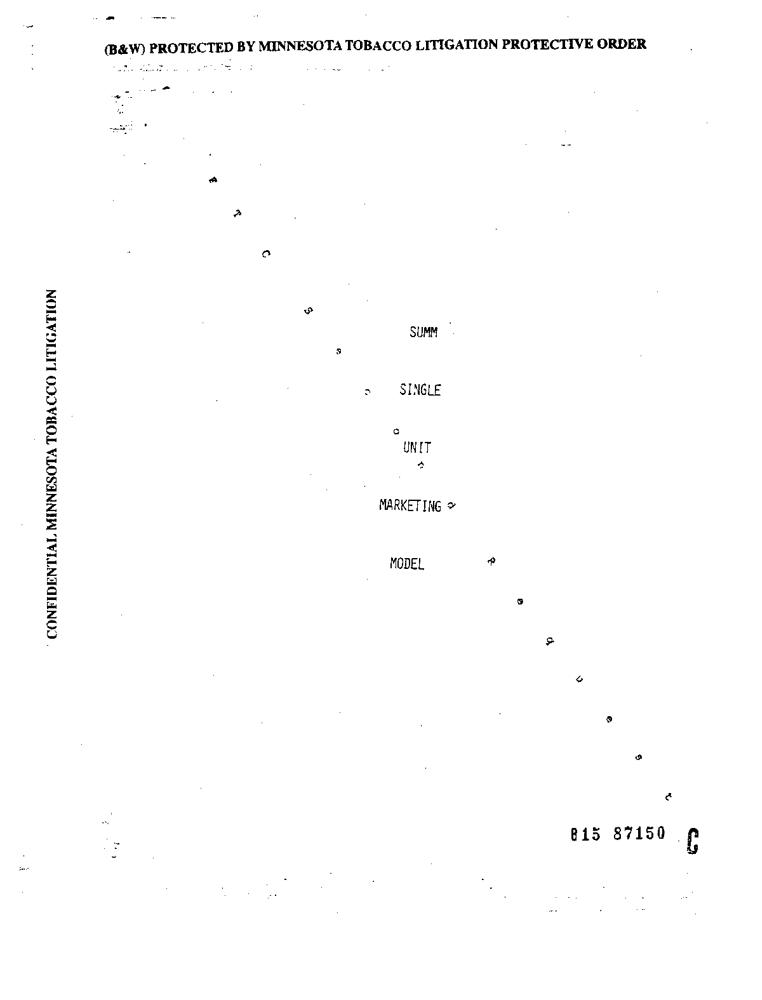 (B&W) PROTECTED BY MINNESOTA TOBACCO LITIGATION PROTECTIVE ORDER
CONFIDENTIAL MINNESOTA TOBACCO LITIGATION
SUMM
SINGLE
UNIT
MARKETING
MODEL
815 87150 C